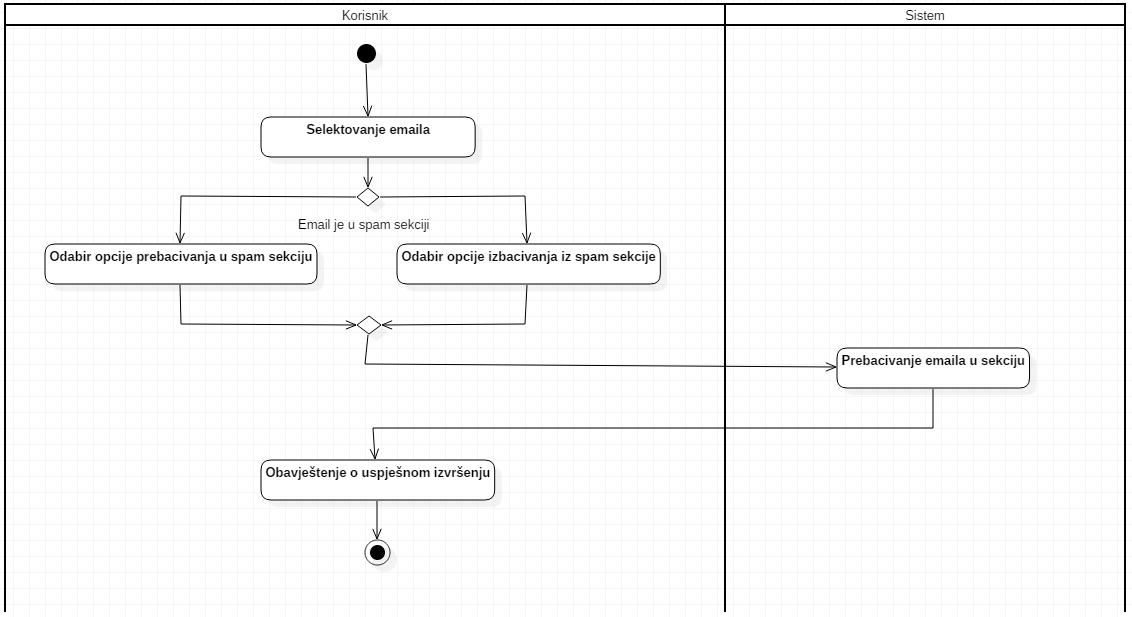 Korisnik
Sistem
Selektovanje emaila
Email je u spam sekciji
Odabir opcije prebacivanja u spam sekciju
Odabir opcije izbacivanja iz spam sekcije
Prebacivanje emaila u sekciju
Obavještenje o uspješnom izvršenju